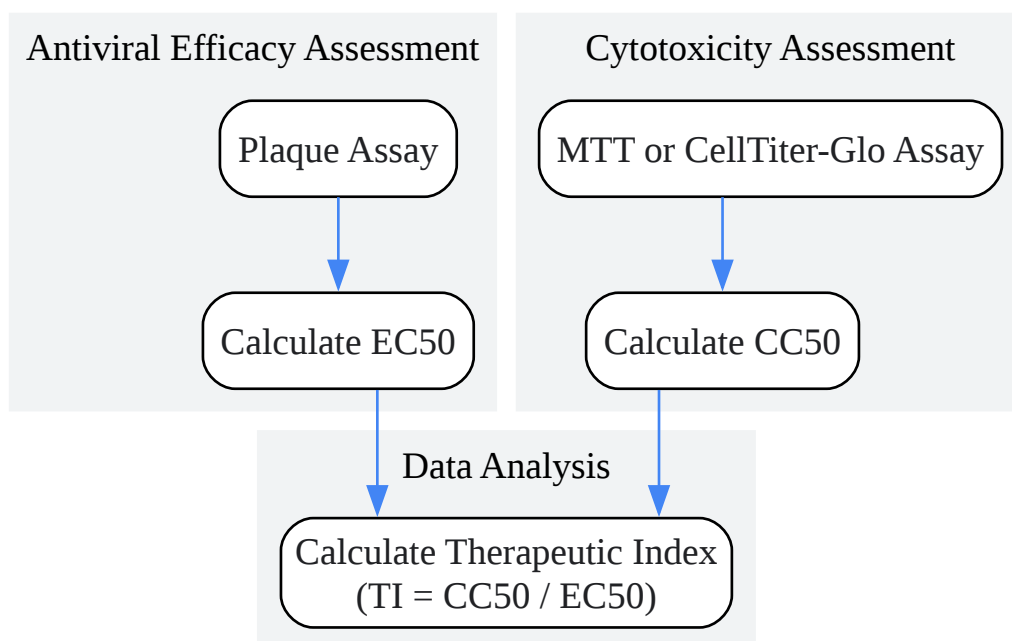 Antiviral Efficacy Assessment
Plaque Assay
Calculate EC50
Cytotoxicity Assessment
MTT or CellTiter-Glo Assay
Calculate CC50
Data Analysis
Calculate Therapeutic Index
(TI = CC50 / EC50)